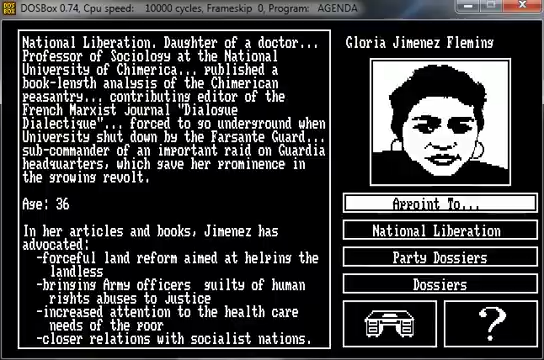 DOSBox 0.74, Cpu speed: 10000 cycles, Frameskip 0, Program: AGENDA
National Liberation. Daughter of a doctor...
Professor of Sociology at the National
University of Chimerica... published a
book-length analysis of the Chimerican
peasantry... contributing editor of the
French Marxist Journal "Dialogue
Dialectique"... forced to go underground when
University shut down by the Farsante Guard...
sub-commander of an important raid on Guardia
headquarters, which gave her prominence in
the growing revolt.
Age: 36
In her articles and books, Jimenez has
advocated:
-forceful land reform aimed at helping the
landless
-bringing Army officers guilty of human
rights abuses to justice
-increased attention to the health care
needs of the poor
-closer relations with socialist nations.
Gloria Jimenez Fleming
Appoint To...
National Liberation
Party Dossiers
Dossiers
?